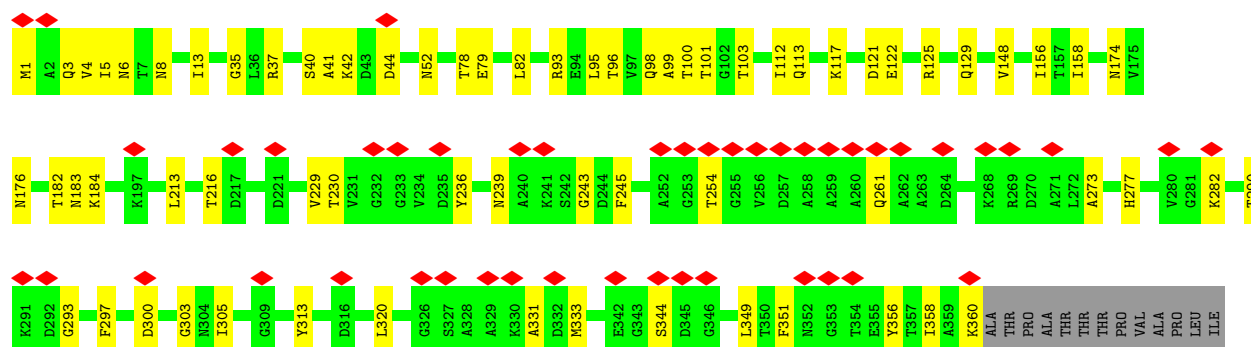 M1 A2 Q3 V4 I5 N6 T7 N8 I13 G35 L36 R37 S40 A41 K42 D43 D44 N52 T78 E79 L82 R93 E94 L95 T96 V97 Q98 A99 T100 T101 G102 T103 I112 Q113 K117 D121 E122 R125 Q129 V148 I156 T157 I158 N174 V175
N176 T182 N183 K184 K197 L213 T216 D217 D221 V229 T230 V231 G232 G233 V234 D235 Y236 N239 A240 K241 S242 G243 D244 F245 A252 G253 T254 G255 V256 D257 A258 A259 A260 Q261 A262 A263 D264 K268 R269 D270 A271 L272 A273 H277 V280 G281 K282
K291 D292 G293 F297 D300 G303 N304 I305 G309 Y313 D316 L320 G326 S327 A328 A329 K330 A331 D332 M333 E342 G343 S344 D345 G346 L349 T350 F351 N352 G353 T354 E355 Y356 T357 I358 A359 K360 ALA THR PRO ALA THR THR THR PRO VAL ALA PRO LEU ILE